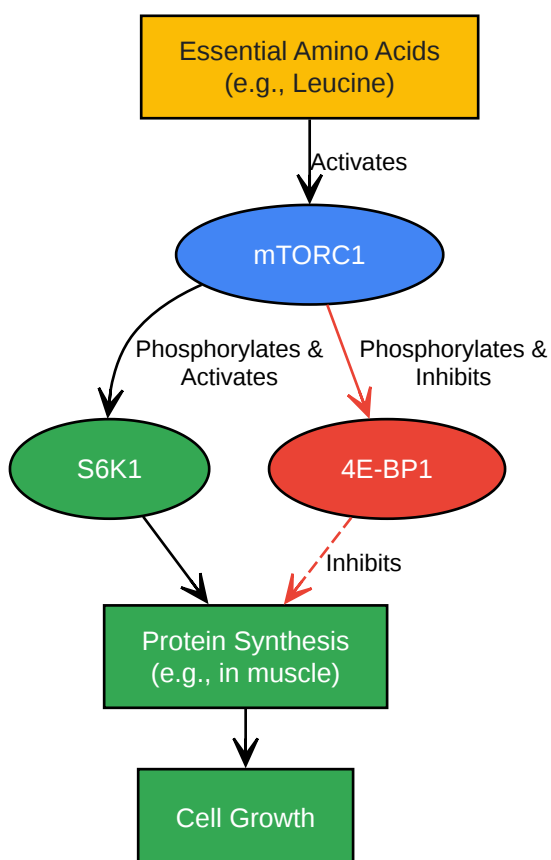 Essential Amino Acids
(e.g., Leucine)
Activates
mTORC1
Phosphorylates &
Activates
Phosphorylates &
Inhibits
S6K1
4E-BP1
Inhibits
Protein Synthesis
(e.g., in muscle)
Cell Growth